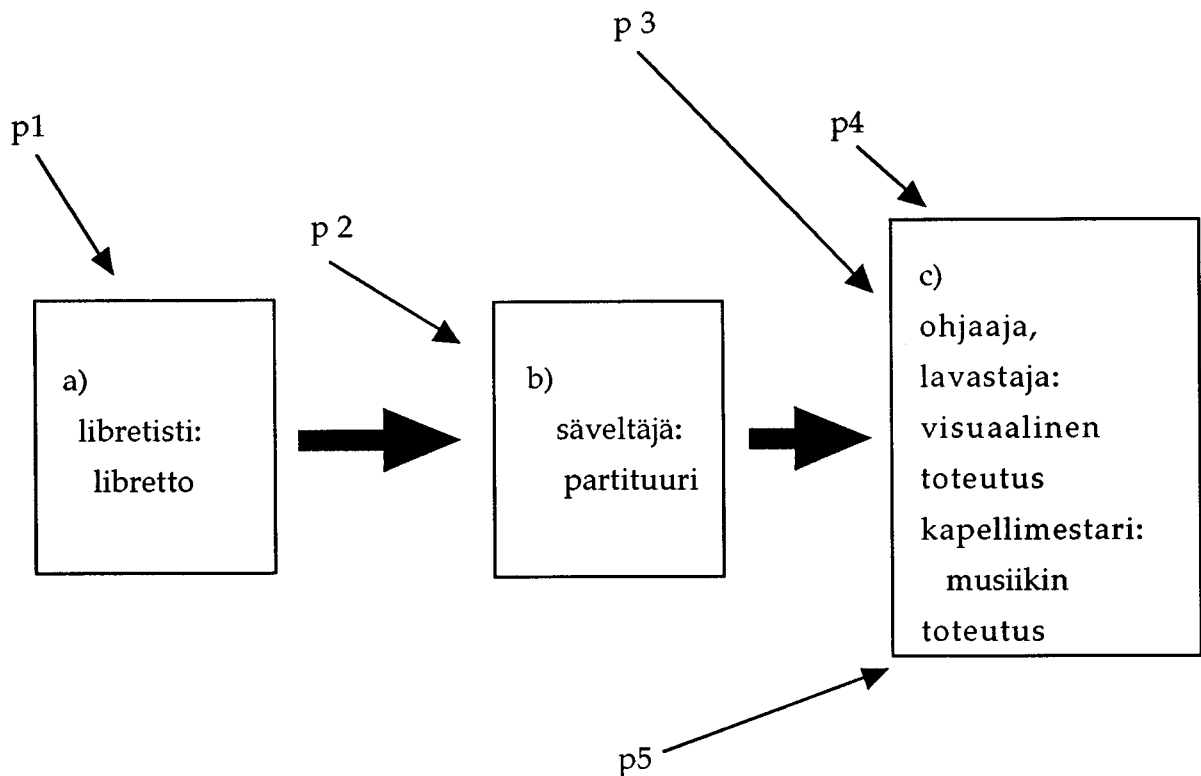 p1
p 2
p 3
p4
a)
libretisti:
libretto
b)
säveltäjä:
partituuri
c)
ohjaaja,
lavastaja:
visuaalinen
toteutus
kapellimestari:
musiikin
toteutus
p5